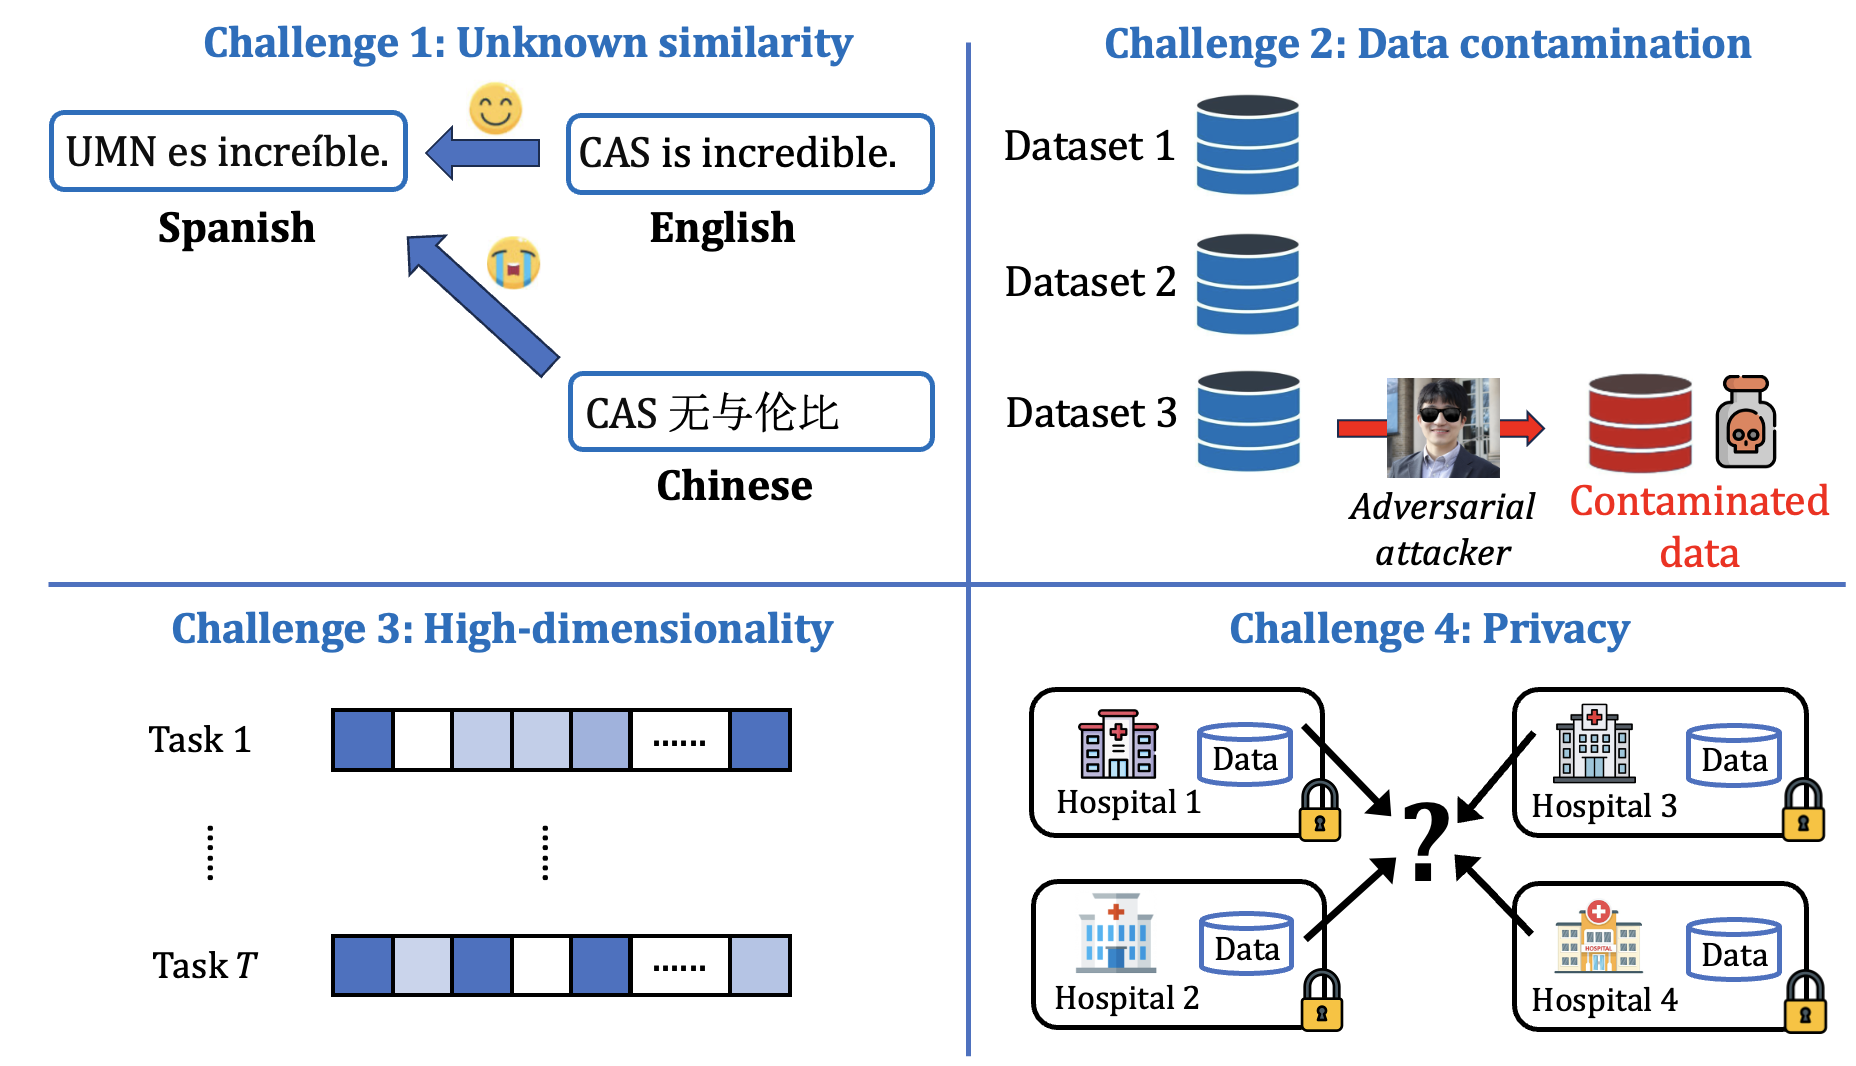 Challenge 1: Unknown similarity
UMN es increíble.
CAS is incredible.
Spanish
English
CAS 无与伦比
Chinese
Challenge 2: Data contamination
Dataset 1
Dataset 2
Dataset 3
Adversarial
attacker
Contaminated
data
Challenge 3: High-dimensionality
Task 1
......
Task T
......
Challenge 4: Privacy
Data
Hospital 1
Data
Hospital 3
?
Data
Hospital 2
HOSPITAL
Data
Hospital 4